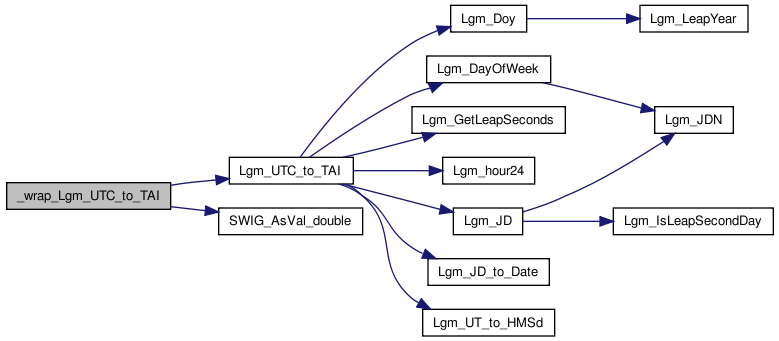 _wrap_Lgm_UTC_to_TAI
Lgm_UTC_to_TAI
SWIG_AsVal_double
Lgm_Doy
Lgm_DayOfWeek
Lgm_GetLeapSeconds
Lgm_hour24
Lgm_JD
Lgm_JD_to_Date
Lgm_UT_to_HMSd
Lgm_LeapYear
Lgm_JDN
Lgm_IsLeapSecondDay